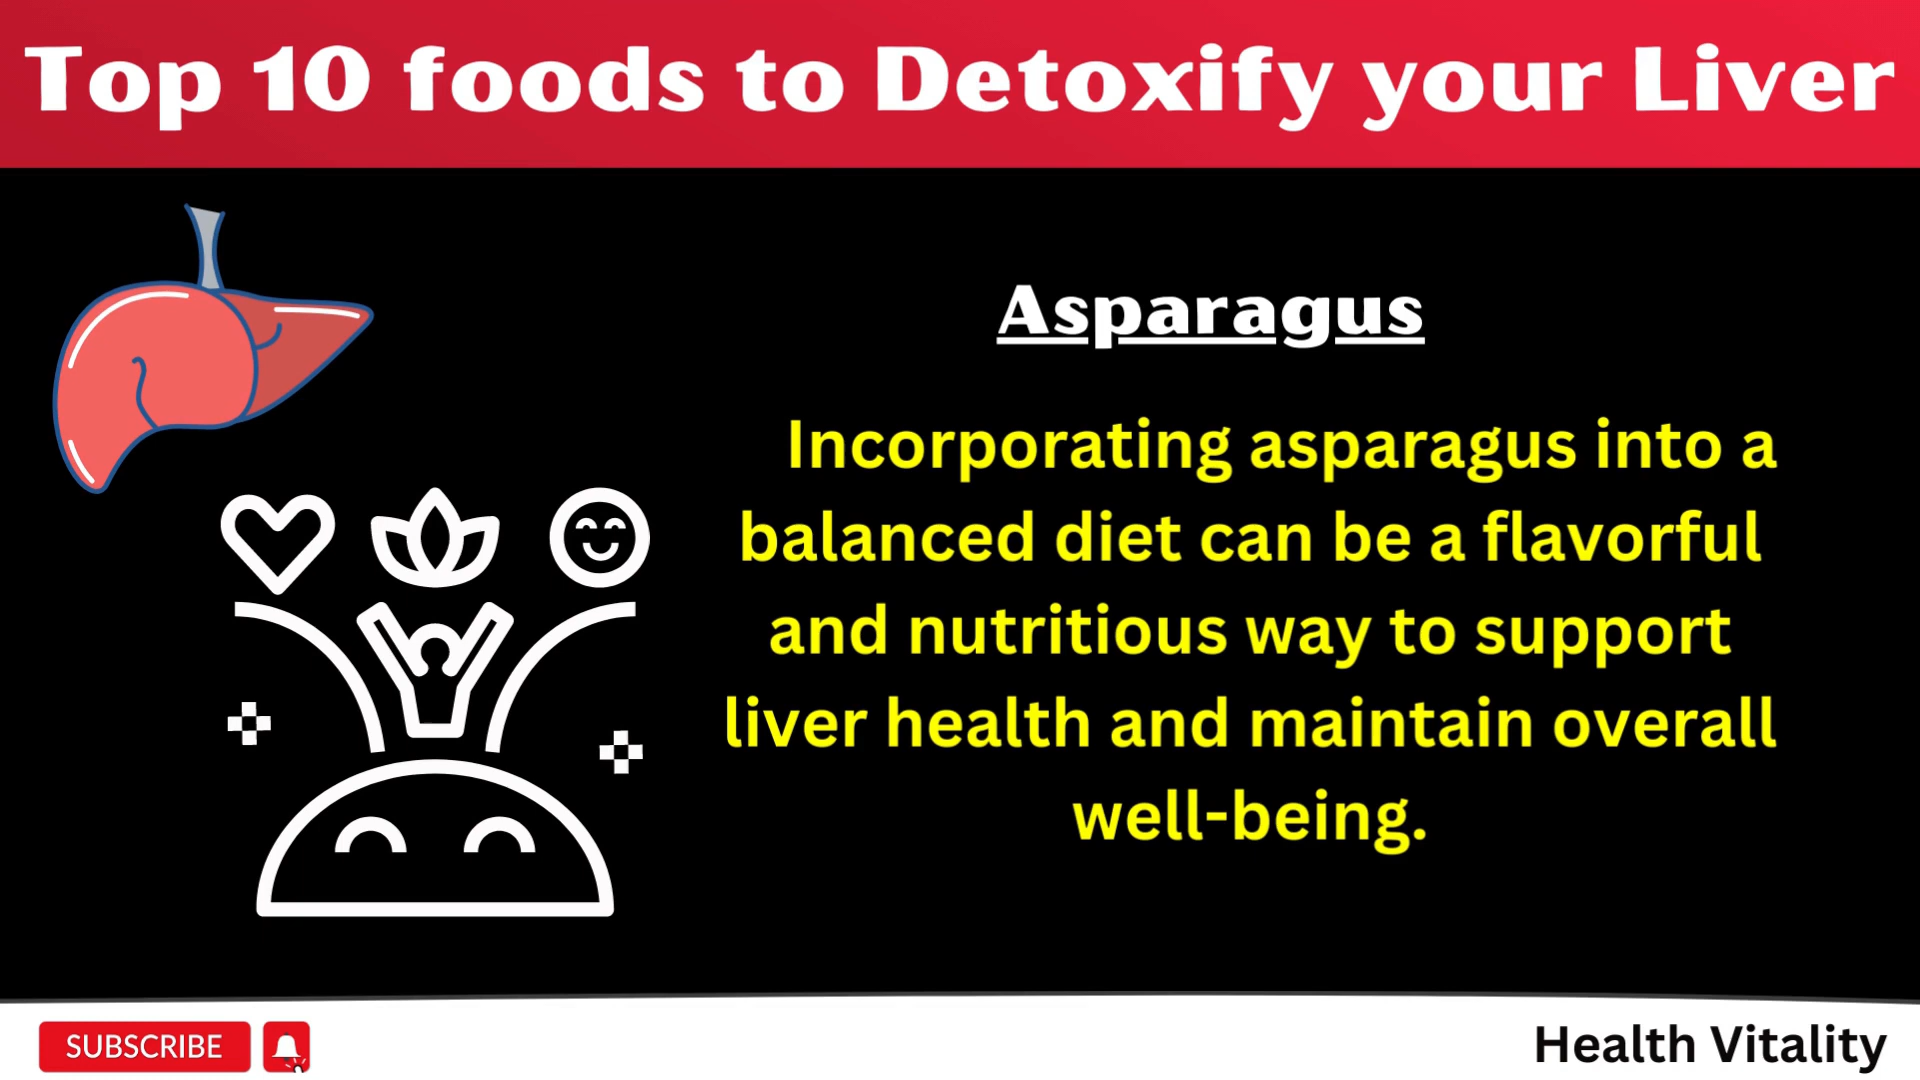 Top 10 foods to Detoxify your Liver
Asparagus
Incorporating asparagus into a
balanced diet can be a flavorful
and nutritious way to support
liver health and maintain overall
well-being.
SUBSCRIBE
Health Vitality